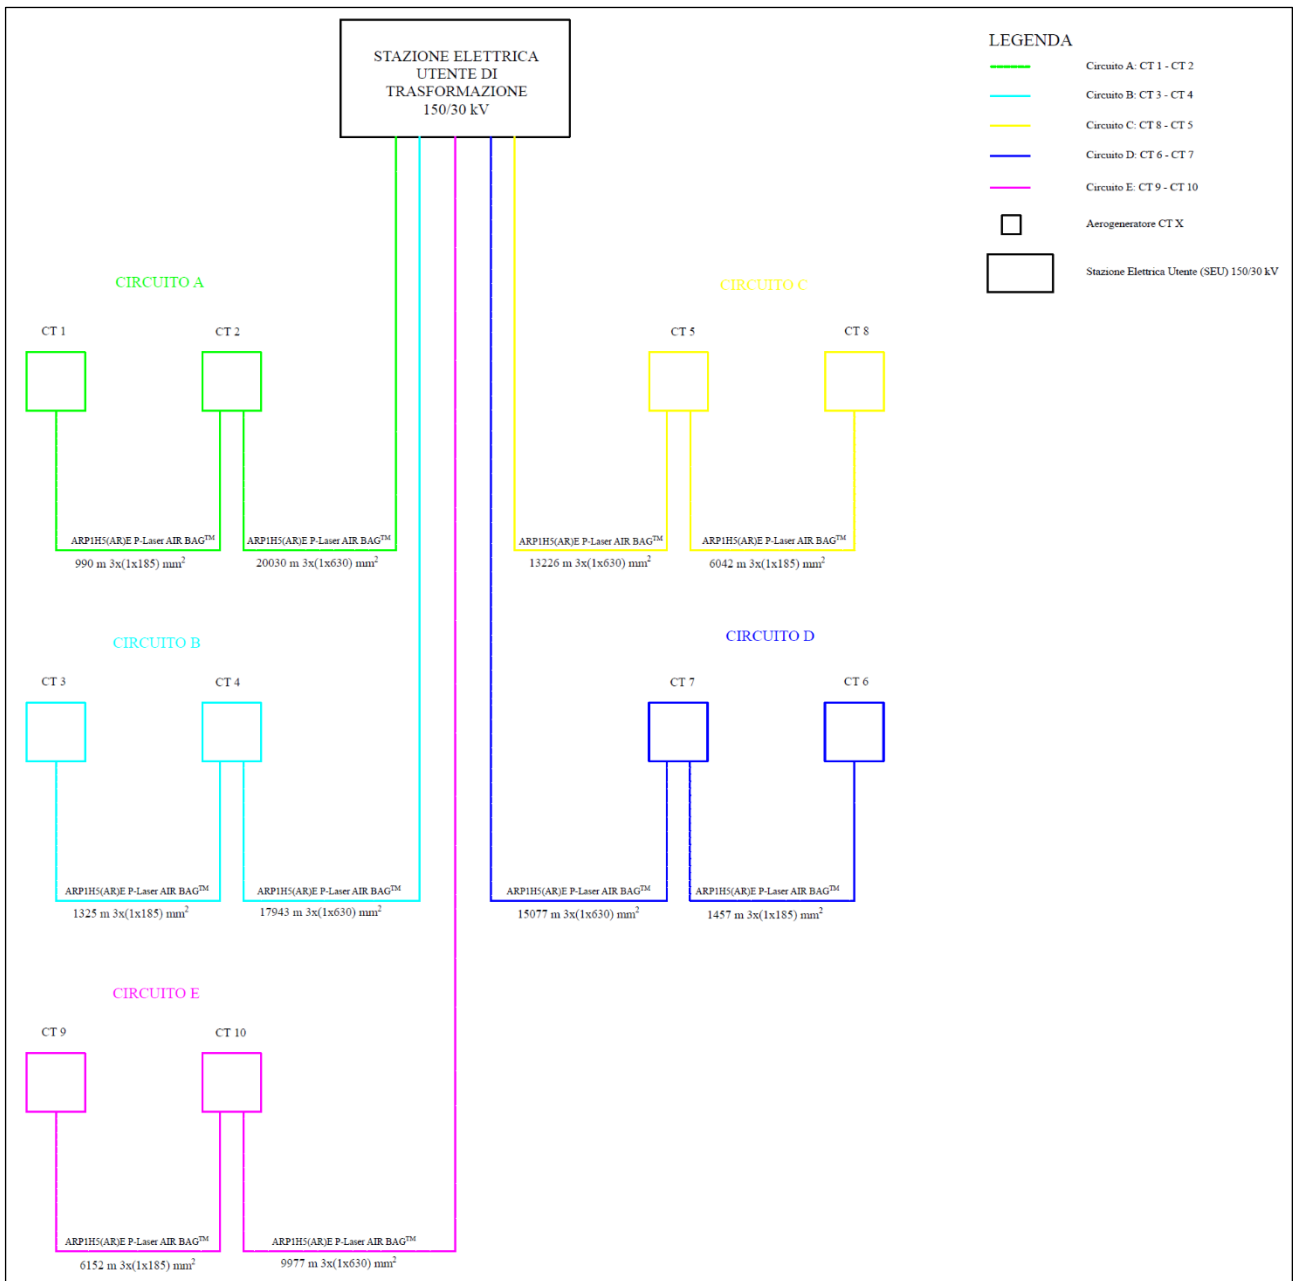 STAZIONE ELETTRICA
UTENTE DI
TRASFORMAZIONE
150/30 kV
LEGENDA
Circuito A: CT 1 - CT 2
Circuito B: CT 3 - CT 4
Circuito C: CT 8 - CT 5
Circuito D: CT 6 - CT 7
Circuito E: CT 9 - CT 10
Aerogeneratore CT X
Stazione Elettrica Utente (SEU) 150/30 kV
CIRCUITO A
CT 1
CT 2
ARP1H5(AR)E P-Laser AIR BAG™
990 m 3x(1x185) mm²
ARP1H5(AR)E P-Laser AIR BAG™
20030 m 3x(1x630) mm²
CIRCUITO C
CT 5
CT 8
ARP1H5(AR)E P-Laser AIR BAG™
13226 m 3x(1x630) mm²
ARP1H5(AR)E P-Laser AIR BAG™
6042 m 3x(1x185) mm²
CIRCUITO B
CT 3
CT 4
ARP1H5(AR)E P-Laser AIR BAG™
1325 m 3x(1x185) mm²
ARP1H5(AR)E P-Laser AIR BAG™
17943 m 3x(1x630) mm²
CIRCUITO D
CT 7
CT 6
ARP1H5(AR)E P-Laser AIR BAG™
15077 m 3x(1x630) mm²
ARP1H5(AR)E P-Laser AIR BAG™
1457 m 3x(1x185) mm²
CIRCUITO E
CT 9
CT 10
ARP1H5(AR)E P-Laser AIR BAG™
6152 m 3x(1x185) mm²
ARP1H5(AR)E P-Laser AIR BAG™
9977 m 3x(1x630) mm²